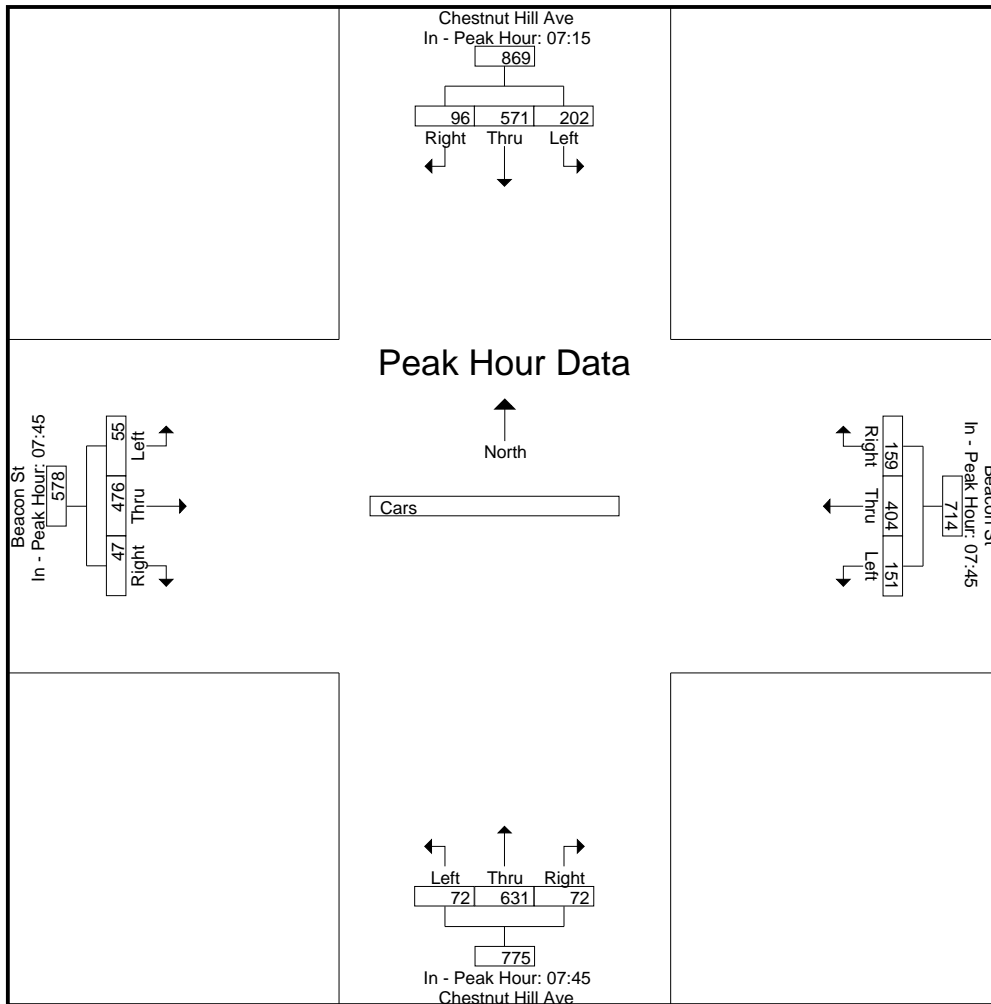 Chestnut Hill Ave
In - Peak Hour: 07:15
869
96 571 202
Right Thru Left
Peak Hour Data
North
Cars
Beacon St
In - Peak Hour: 07:45
578
47 476 55
Right Thru Left
Beacon St
In - Peak Hour: 07:45
714
159 404 151
Right Thru Left
Left Thru Right
72 631 72
775
In - Peak Hour: 07:45
Chestnut Hill Ave